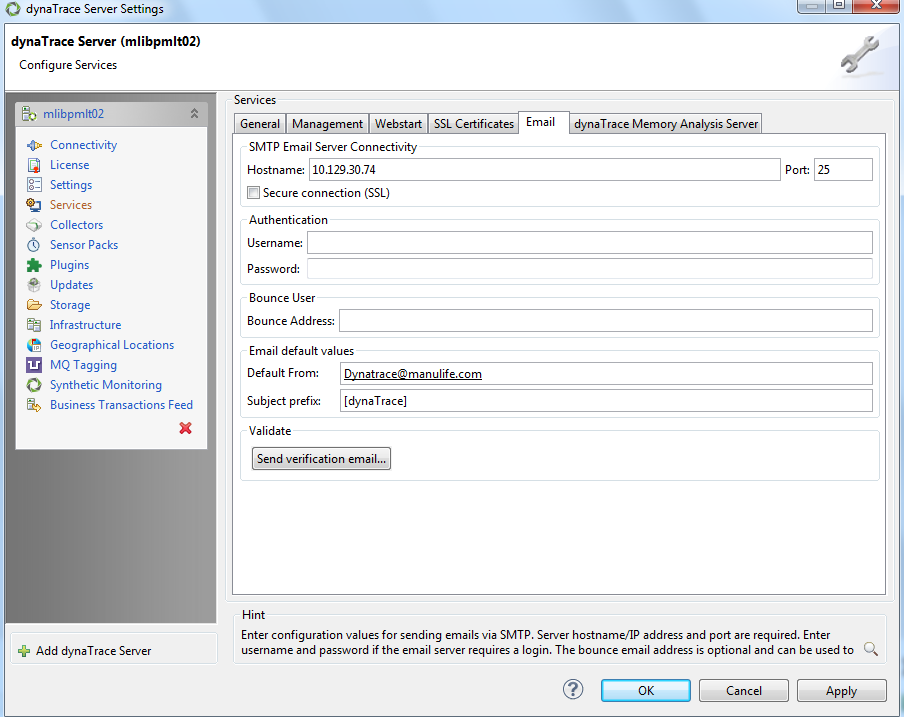 dynaTrace Server Settings
dynaTrace Server (mlibpmlt02)
Configure Services
mlibpmlt02
Connectivity
License
Settings
Services
Collectors
Sensor Packs
Plugins
Updates
Storage
Infrastructure
Geographical Locations
MQ Tagging
Synthetic Monitoring
Business Transactions Feed
Add dynaTrace Server
Services
General Management Webstart SSL Certificates Email dynaTrace Memory Analysis Server
SMTP Email Server Connectivity
Hostname: 10.129.30.74 Port: 25
Secure connection (SSL)
Authentication
Username:
Password:
Bounce User
Bounce Address:
Email default values
Default From: Dynatrace@manulife.com
Subject prefix: [dynaTrace]
Validate
Send verification email...
Hint
Enter configuration values for sending emails via SMTP. Server hostname/IP address and port are required. Enter
username and password if the email server requires a login. The bounce email address is optional and can be used to
? OK Cancel Apply